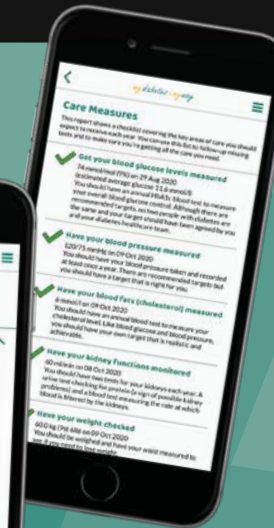 my diabetes my way
Care Measures
This report shows a checklist covering the key areas of care you should
expect to receive each year. You can use this list to follow-up missing
tests and to make sure you're getting all the care you need.
Get your blood glucose levels measured
74 mmol/mol (9%) on 29 Aug 2020
(estimated average glucose 11.6 mmol/l)
You should have an annual HbA1c blood test to measure
your overall blood glucose control. Although there are
recommended targets, no two people with diabetes are
the same and your target should have been agreed by you
and your diabetes healthcare team.
Have your blood pressure measured
120/75 mmHg on 09 Oct 2020
You should have your blood pressure taken and recorded
at least once a year. There are recommended targets but
you should have a target that is right for you.
Have your blood fats (cholesterol) measured
6 mmol/l on 09 Oct 2020
You should have an annual blood test to measure your
cholesterol level. Like blood glucose and blood pressure,
you should have your own target that is realistic and
achievable.
Have your kidney functions monitored
60 ml/min on 08 Oct 2020
You should have two tests for your kidneys each year. A
urine test checking for protein (a sign of possible kidney
problems) and a blood test measuring the rate at which
blood is filtered by the kidneys.
Have your weight checked
60.0 kg (9st 6lb) on 09 Oct 2020
You should be weighed and have your waist measured to
see if you need to lost weight